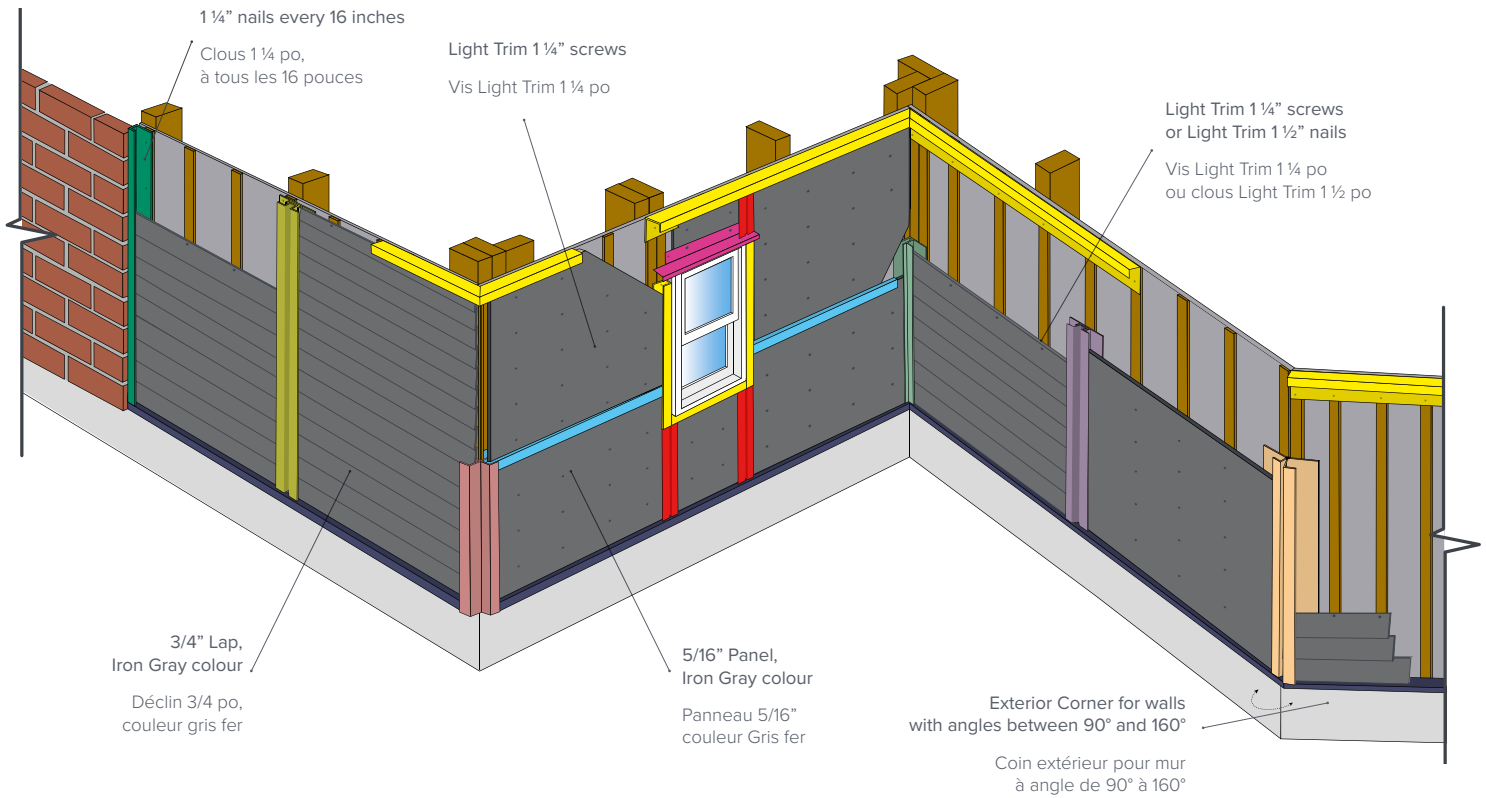 1 ¼” nails every 16 inches
Clous 1 ¼ po,
à tous les 16 pouces
Light Trim 1 ¼” screws
Vis Light Trim 1 ¼ po
Light Trim 1 ¼” screws
or Light Trim 1 ½” nails
Vis Light Trim 1 ¼ po
ou clous Light Trim 1 ½ po
3/4” Lap,
Iron Gray colour
Déclin 3/4 po,
couleur gris fer
5/16” Panel,
Iron Gray colour
Panneau 5/16”
couleur Gris fer
Exterior Corner for walls
with angles between 90° and 160°
Coin extérieur pour mur
à angle de 90° à 160°